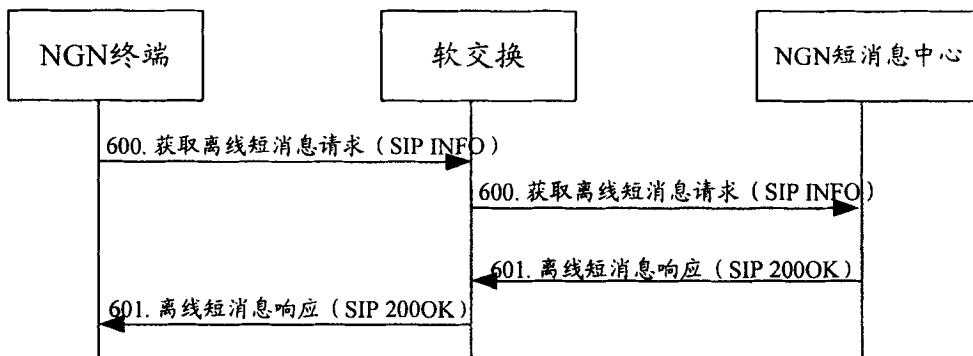 NGN终端
软交换
NGN短消息中心
600. 获取离线短消息请求（SIP INFO）
600. 获取离线短消息请求（SIP INFO）
601. 离线短消息响应（SIP 200OK）
601. 离线短消息响应（SIP 200OK）